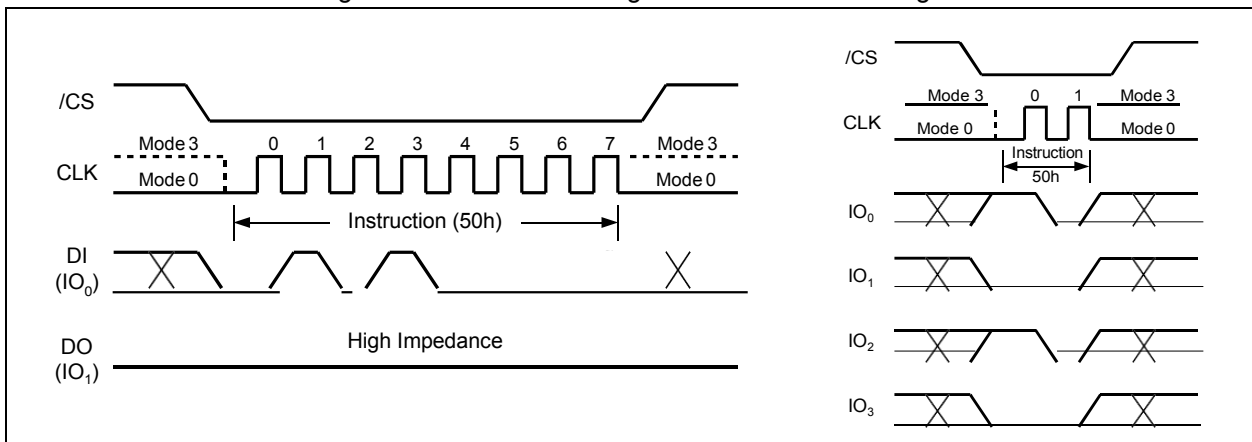 /CS
Mode 3 0 1 2 3 4 5 6 7 Mode 3
CLK
Mode 0 Mode 0
Instruction (50h)
DI
(IO0)
High Impedance
DO
(IO1)
/CS
Mode 3 0 1 Mode 3
CLK
Mode 0 Mode 0
Instruction
50h
IO0
IO1
IO2
IO3